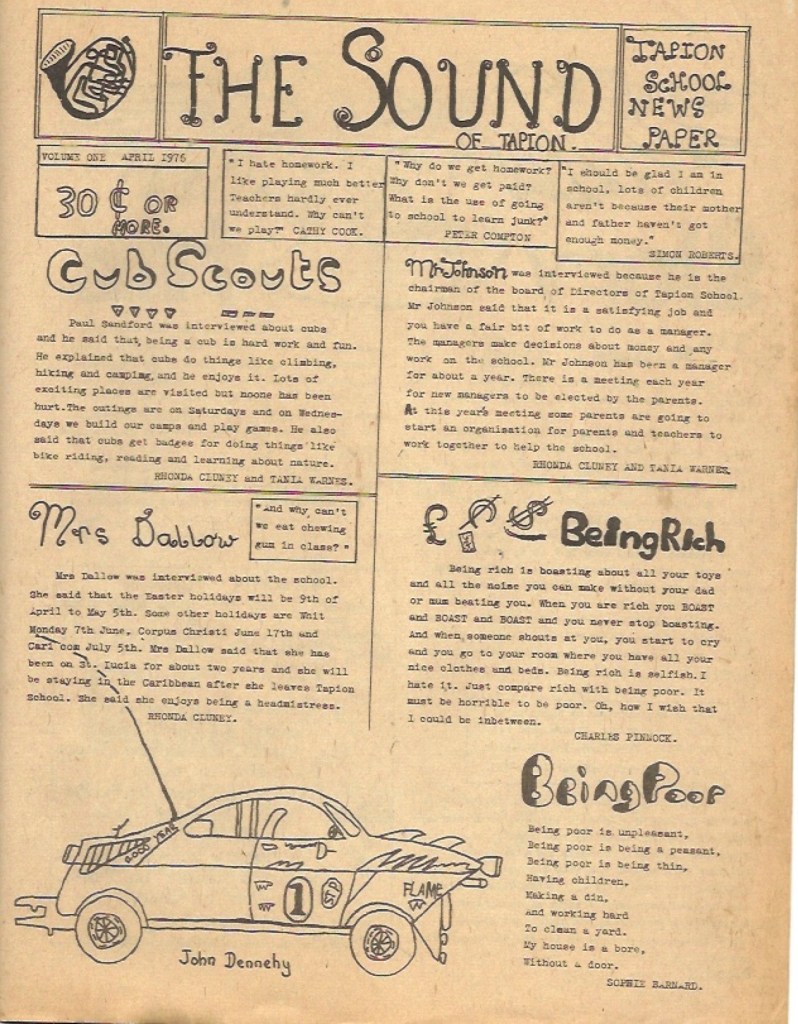 THE SOUND
OF TAPION.
TAPION
SCHOOL
NEWS
PAPER
VOLUME ONE APRIL 1976
30 ¢ OR
MORE.
"I hate homework. I
like playing much better
Teachers hardly ever
understand. Why can't
we play?" CATHY COOK.
"Why do we get homework?
Why don't we get paid?
What is the use of going
to school to learn junk?"
PETER COMPTON
"I should be glad I am in
school, lots of children
aren't because their mother
and father haven't got
enough money."
SIMON ROBERTS.
Cub Scouts
Paul Sandford was interviewed about cubs
and he said that, being a cub is hard work and fun.
He explained that cubs do things like climbing,
hiking and camping, and he enjoys it. Lots of
exciting places are visited but noone has been
hurt.The outings are on Saturdays and on Wednes-
days we build our camps and play games. He also
said that cubs get badges for doing things like
bike riding, reading and learning about nature.
RHONDA CLUNEY and TANIA WARNES.
Mr Johnson was interviewed because he is the
chairman of the board of Directors of Tapion School.
Mr Johnson said that it is a satisfying job and
you have a fair bit of work to do as a manager.
The managers make decisions about money and any
work on the school. Mr Johnson has been a manager
for about a year. There is a meeting each year
for new managers to be elected by the parents.
At this year's meeting some parents are going to
start an organisation for parents and teachers to
work together to help the school.
RHONDA CLUNEY AND TANIA WARNES.
Mrs Dallow
"And why can't
we eat chewing
gum in class?"
Mrs Dallow was interviewed about the school.
She said that the Easter holidays will be 9th of
April to May 5th. Some other holidays are Whit
Monday 7th June, Corpus Christi June 17th and
Caricom July 5th. Mrs Dallow said that she has
been on St. Lucia for about two years and she will
be staying in the Caribbean after she leaves Tapion
School. She said she enjoys being a headmistress.
RHONDA CLUNEY.
£ $ Being Rich
Being rich is boasting about all your toys
and all the noise you can make without your dad
or mum beating you. When you are rich you BOAST
and BOAST and BOAST and you never stop boasting.
And when someone shouts at you, you start to cry
and you go to your room where you have all your
nice clothes and beds. Being rich is selfish.I
hate it. Just compare rich with being poor. It
must be horrible to be poor. Oh, how I wish that
I could be inbetween.
CHARLES PINNOCK.
Being Poor
Being poor is unpleasant,
Being poor is being a peasant,
Being poor is being thin,
Having children,
Making a din,
And working hard
To clean a yard.
My house is a bore,
Without a door.
SOPHIE BARNARD.
GOOD YEAR
1
STP
FLAME
John Dennehy